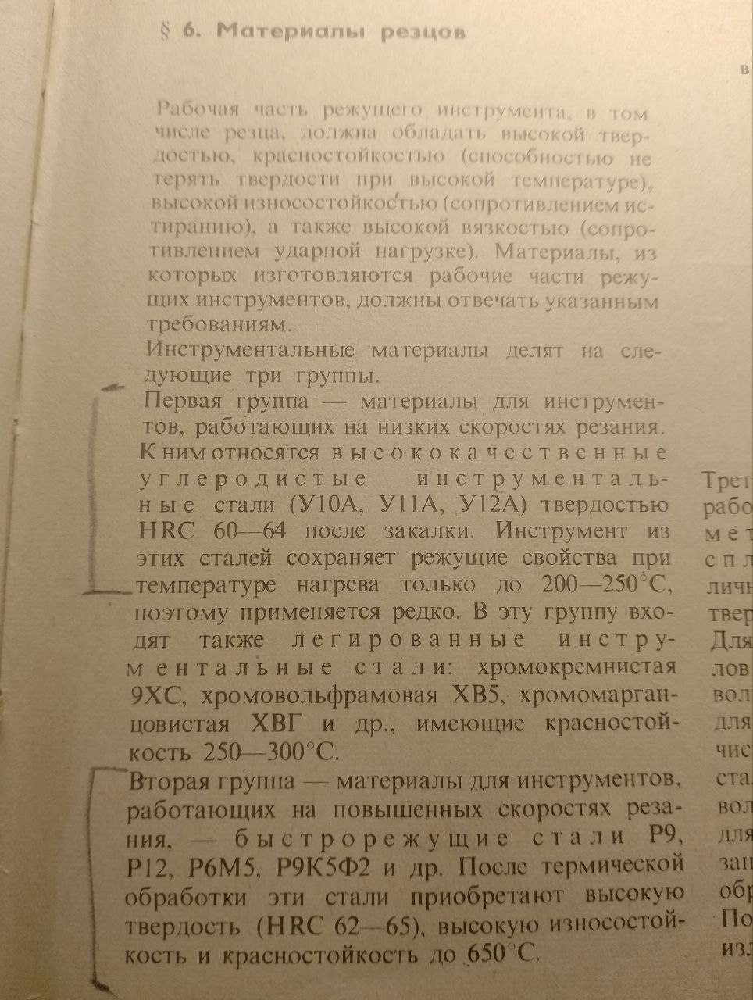 § 6. Материалы резцов
Рабочая часть режущего инструмента, в том
числе резца, должна обладать высокой твер-
достью, красностойкостью (способностью не
терять твердости при высокой температуре),
высокой износостойкостью (сопротивлением ис-
тиранию), а также высокой вязкостью (сопро-
тивлением ударной нагрузке). Материалы, из
которых изготовляются рабочие части режу-
щих инструментов, должны отвечать указанным
требованиям.
Инструментальные материалы делят на сле-
дующие три группы.
Первая группа — материалы для инструмен-
тов, работающих на низких скоростях резания.
К ним относятся высококачественные
углеродистые инструменталь-
ные стали (У10А, У11А, У12А) твердостью
HRC 60—64 после закалки. Инструмент из
этих сталей сохраняет режущие свойства при
температуре нагрева только до 200—250°С,
поэтому применяется редко. В эту группу вхо-
дят также легированные инстру-
ментальные стали: хромокремнистая
9ХС, хромовольфрамовая ХВ5, хромомарган-
цовистая ХВГ и др., имеющие красностой-
кость 250—300°С.
Вторая группа — материалы для инструментов,
работающих на повышенных скоростях реза-
ния, — быстрорежущие стали Р9,
Р12, Р6М5, Р9К5Ф2 и др. После термической
обработки эти стали приобретают высокую
твердость (HRC 62—65), высокую износостой-
кость и красностойкость до 650°С.
в
Трет
рабо
мет
спл
личн
твер
Для
лов
вол
для
чис
ста
вол
для
зан
обр
По
изл